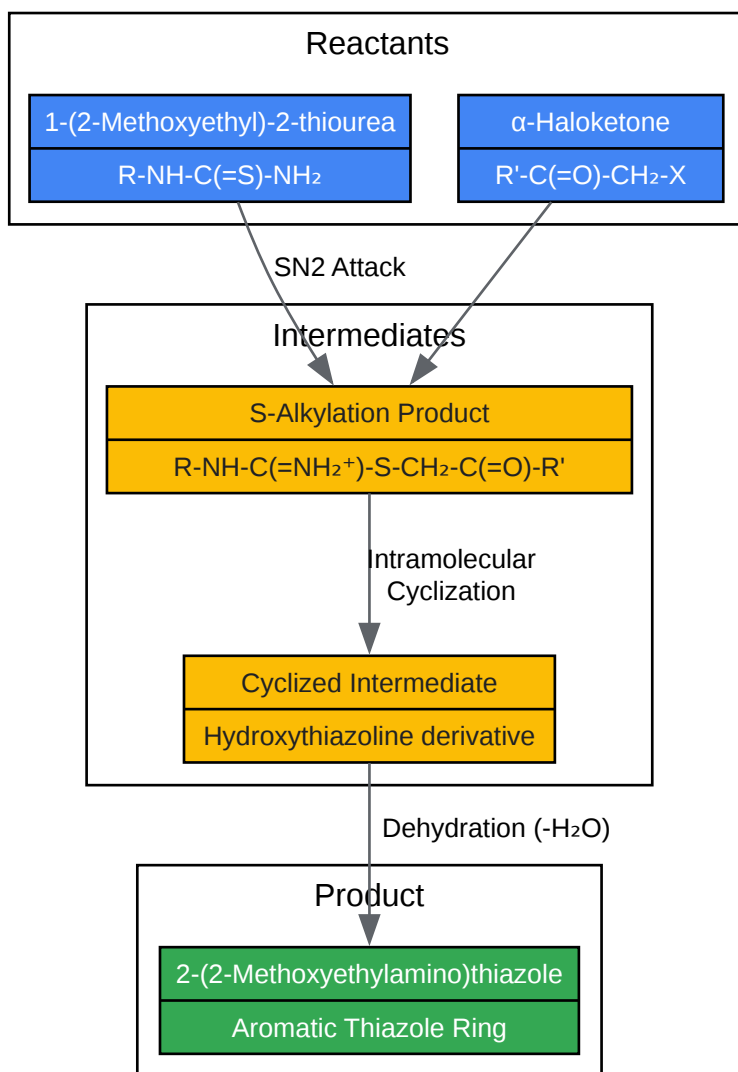 Reactants
1-(2-Methoxyethyl)-2-thiourea
R-NH-C(=S)-NH₂
α-Haloketone
R'-C(=O)-CH₂-X
SN2 Attack
Intermediates
S-Alkylation Product
R-NH-C(=NH₂⁺)-S-CH₂-C(=O)-R'
Intramolecular
Cyclization
Cyclized Intermediate
Hydroxythiazoline derivative
Dehydration (-H₂O)
Product
2-(2-Methoxyethylamino)thiazole
Aromatic Thiazole Ring